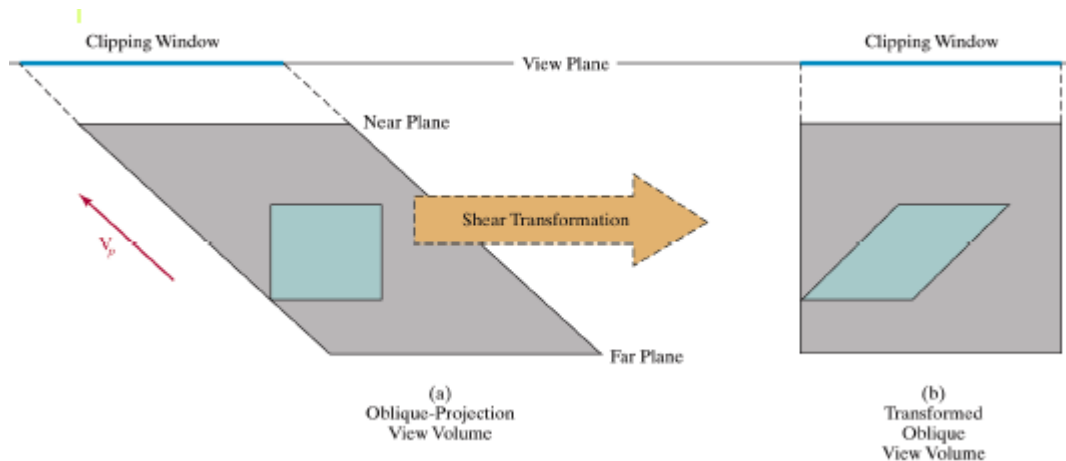 Clipping Window
Clipping Window
View Plane
Near Plane
Shear Transformation
V_p
Far Plane
(a)
Oblique-Projection
View Volume
(b)
Transformed
Oblique
View Volume